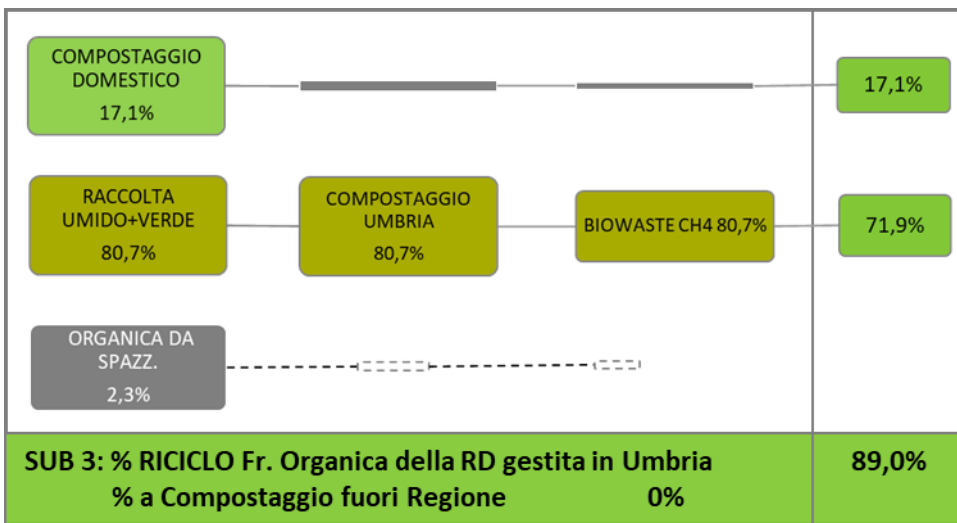 COMPOSTAGGIO
DOMESTICO
17,1%
17,1%
RACCOLTA
UMIDO+VERDE
80,7%
COMPOSTAGGIO
UMBRIA
80,7%
BIOWASTE CH4 80,7%
71,9%
ORGANICA DA
SPAZZ.
2,3%
SUB 3: % RICICLO Fr. Organica della RD gestita in Umbria
89,0%
% a Compostaggio fuori Regione 0%